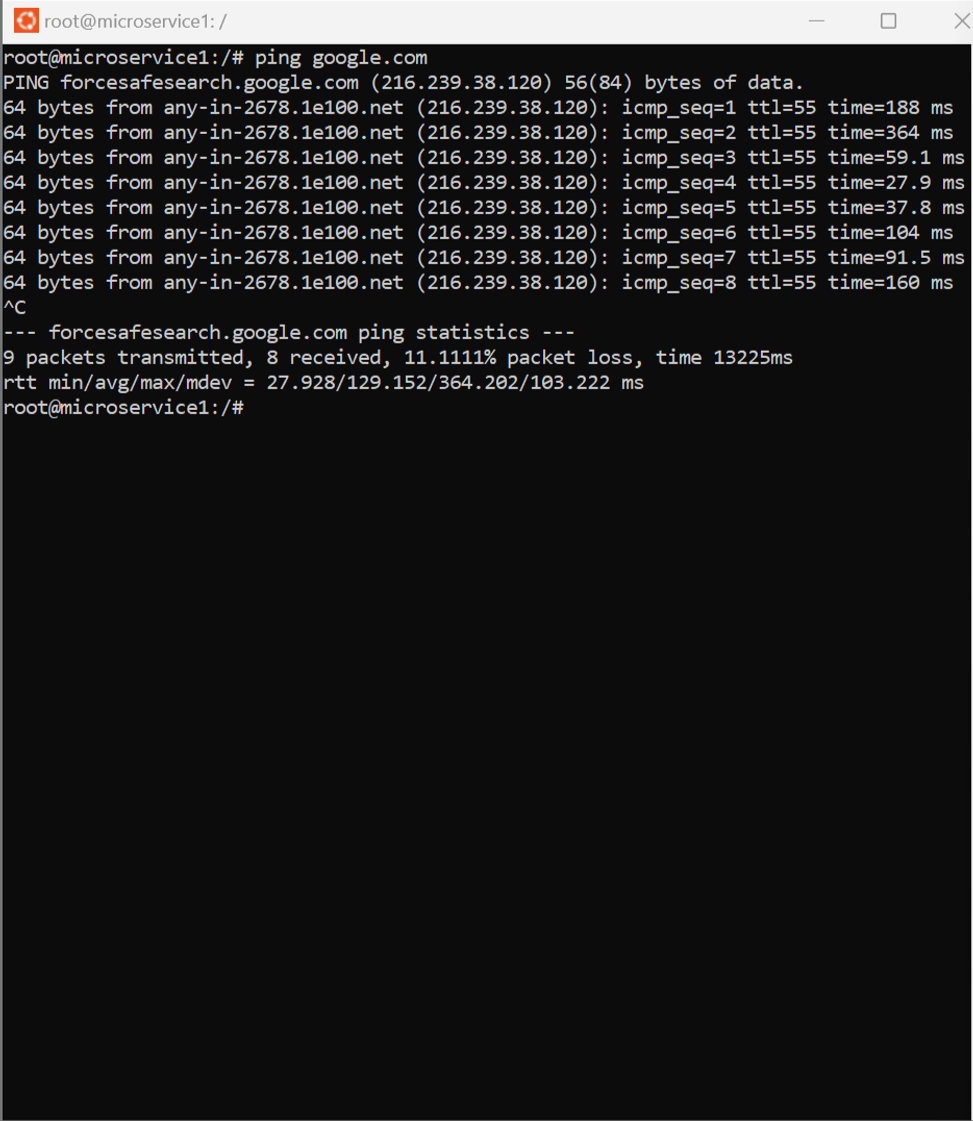 root@microservice1: /
root@microservice1:/# ping google.com
PING forcesafesearch.google.com (216.239.38.120) 56(84) bytes of data.
64 bytes from any-in-2678.1e100.net (216.239.38.120): icmp_seq=1 ttl=55 time=188 ms
64 bytes from any-in-2678.1e100.net (216.239.38.120): icmp_seq=2 ttl=55 time=364 ms
64 bytes from any-in-2678.1e100.net (216.239.38.120): icmp_seq=3 ttl=55 time=59.1 ms
64 bytes from any-in-2678.1e100.net (216.239.38.120): icmp_seq=4 ttl=55 time=27.9 ms
64 bytes from any-in-2678.1e100.net (216.239.38.120): icmp_seq=5 ttl=55 time=37.8 ms
64 bytes from any-in-2678.1e100.net (216.239.38.120): icmp_seq=6 ttl=55 time=104 ms
64 bytes from any-in-2678.1e100.net (216.239.38.120): icmp_seq=7 ttl=55 time=91.5 ms
64 bytes from any-in-2678.1e100.net (216.239.38.120): icmp_seq=8 ttl=55 time=160 ms
^C
--- forcesafesearch.google.com ping statistics ---
9 packets transmitted, 8 received, 11.1111% packet loss, time 13225ms
rtt min/avg/max/mdev = 27.928/129.152/364.202/103.222 ms
root@microservice1:/#